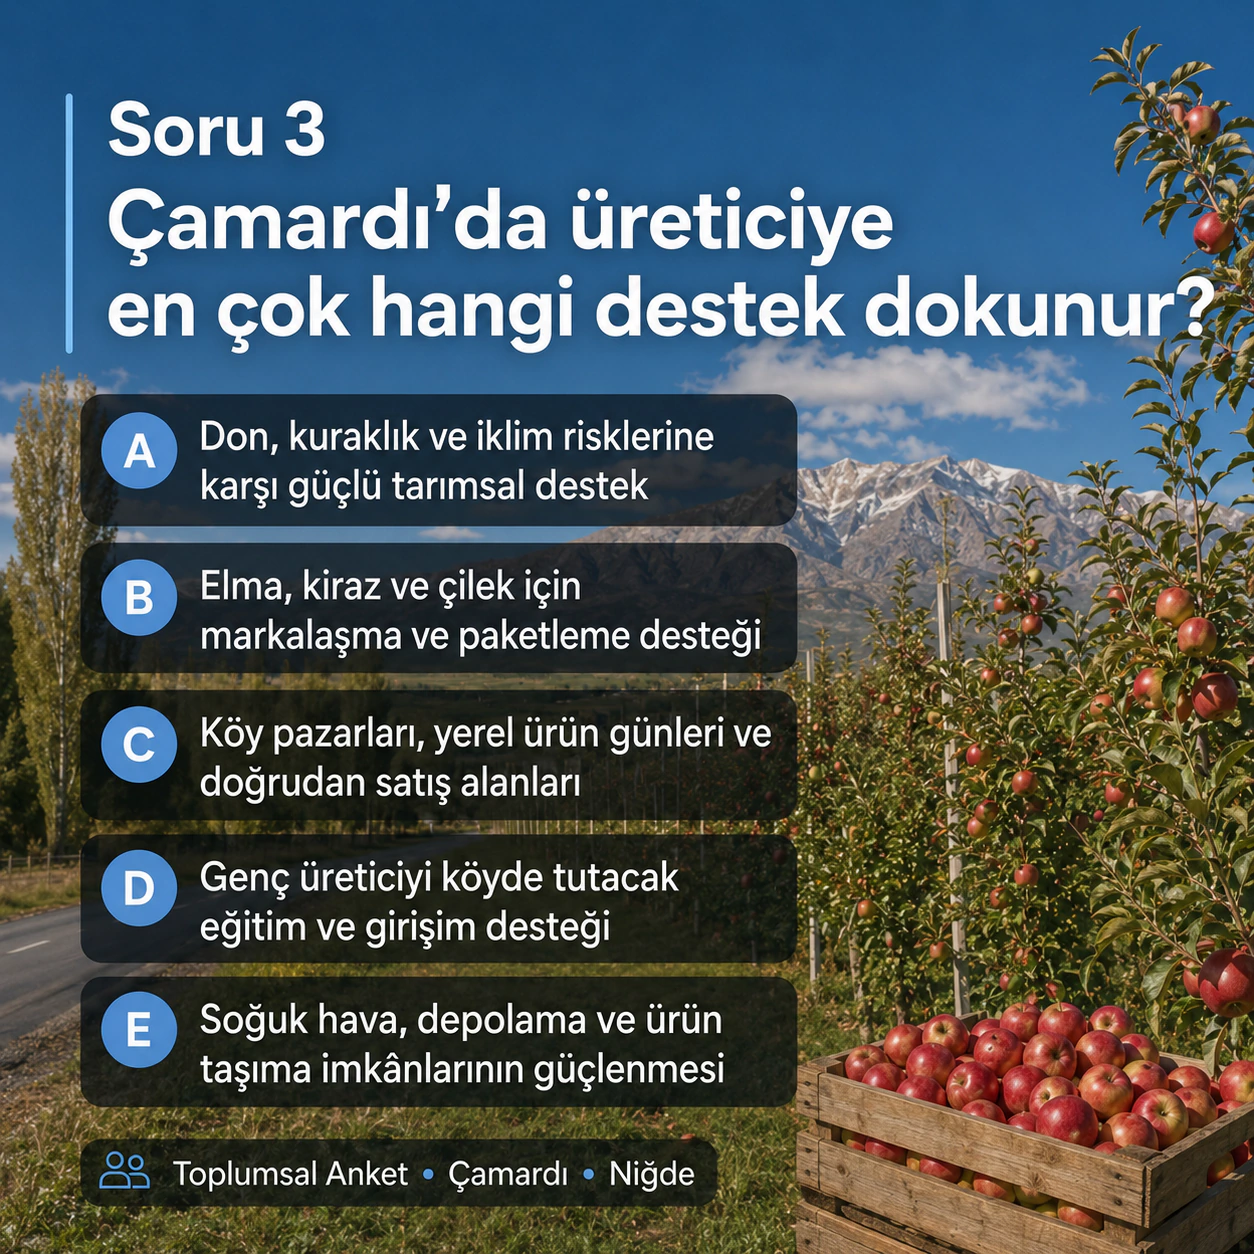 Soru 3
Çamardı’da üreticiye
en çok hangi destek dokunur?
A
Don, kuraklık ve iklim risklerine
karşı güçlü tarımsal destek
B
Elma, kiraz ve çilek için
markalaşma ve paketleme desteği
C
Köy pazarları, yerel ürün günleri ve
doğrudan satış alanları
D
Genç üreticiyi köyde tutacak
eğitim ve girişim desteği
E
Soğuk hava, depolama ve ürün
taşıma imkânlarının güçlenmesi
Toplumsal Anket • Çamardı • Niğde